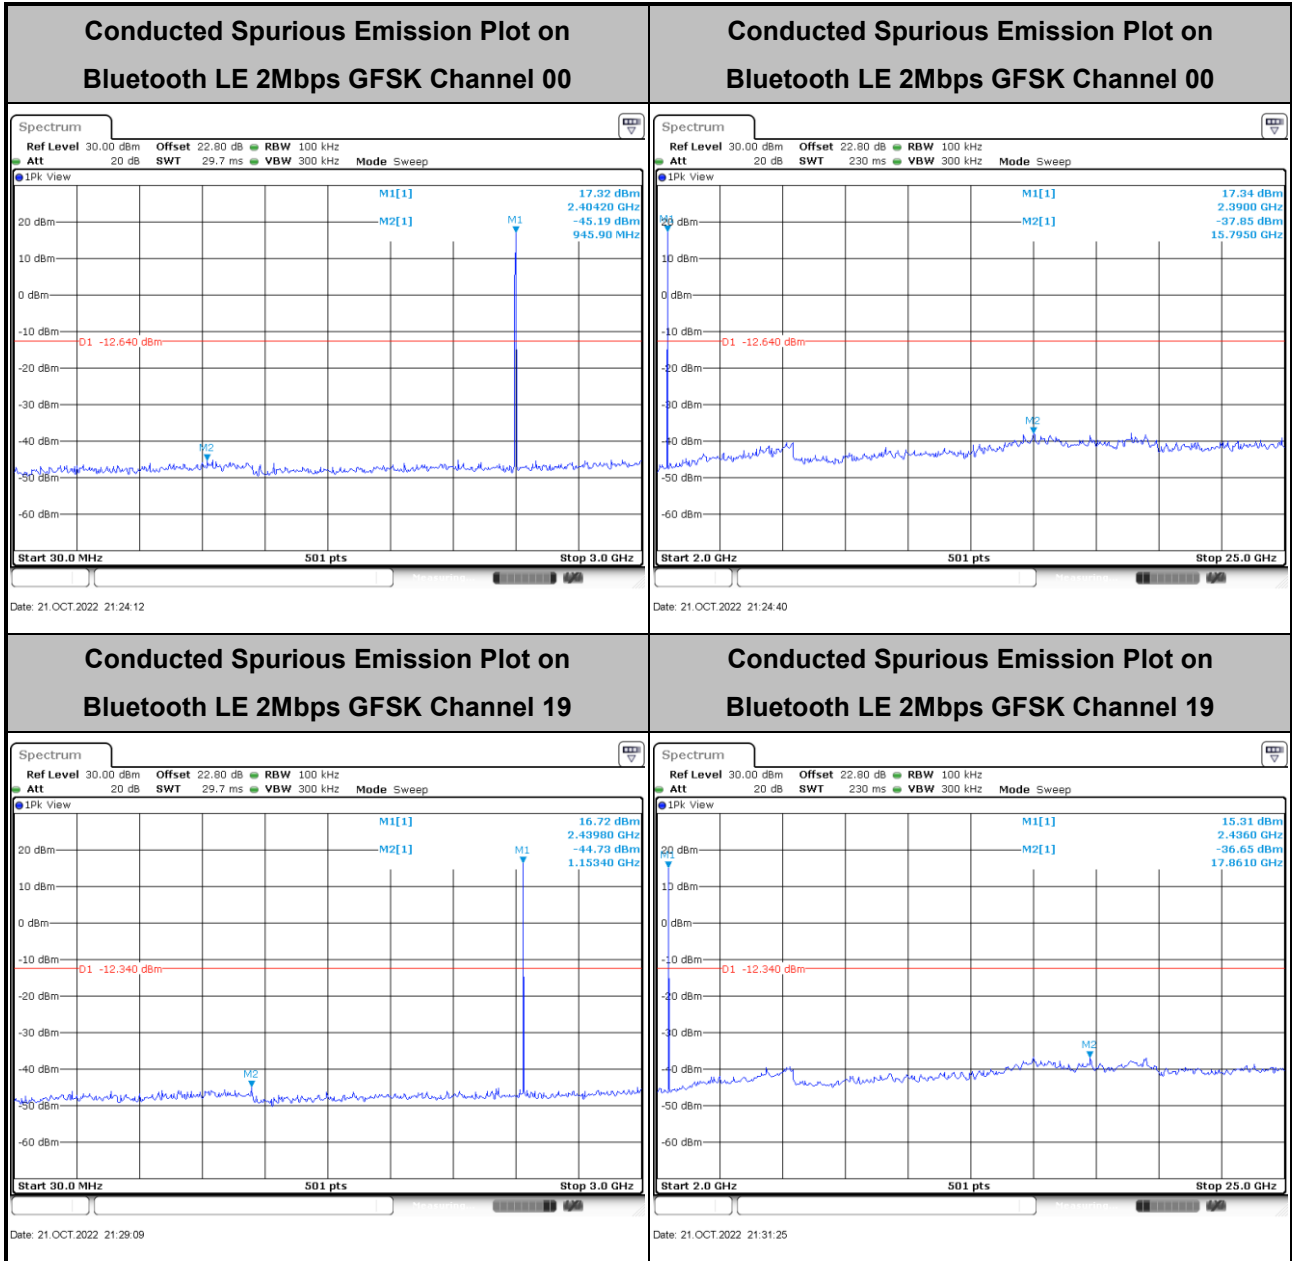 Conducted Spurious Emission Plot on
Bluetooth LE 2Mbps GFSK Channel 00
Spectrum
Ref Level 30.00 dBm Offset 22.80 dB RBW 100 kHz
Att 20 dB SWT 29.7 ms VBW 300 kHz Mode Sweep
1Pk View
M1[1] 17.32 dBm
2.40420 GHz
M2[1] -45.19 dBm
945.90 MHz
20 dBm
M1
10 dBm
0 dBm
-10 dBm
D1 -12.640 dBm
-20 dBm
-30 dBm
-40 dBm
M2
-50 dBm
-60 dBm
Start 30.0 MHz 501 pts Stop 3.0 GHz
Measuring
Date: 21.OCT.2022 21:24:12
Conducted Spurious Emission Plot on
Bluetooth LE 2Mbps GFSK Channel 00
Spectrum
Ref Level 30.00 dBm Offset 22.80 dB RBW 100 kHz
Att 20 dB SWT 230 ms VBW 300 kHz Mode Sweep
1Pk View
M1[1] 17.34 dBm
2.3900 GHz
M2[1] -37.85 dBm
15.7950 GHz
M1
20 dBm
10 dBm
0 dBm
-10 dBm
D1 -12.640 dBm
-20 dBm
-30 dBm
M2
-40 dBm
-50 dBm
-60 dBm
Start 2.0 GHz 501 pts Stop 25.0 GHz
Measuring
Date: 21.OCT.2022 21:24:40
Conducted Spurious Emission Plot on
Bluetooth LE 2Mbps GFSK Channel 19
Spectrum
Ref Level 30.00 dBm Offset 22.80 dB RBW 100 kHz
Att 20 dB SWT 29.7 ms VBW 300 kHz Mode Sweep
1Pk View
M1[1] 16.72 dBm
2.43980 GHz
M2[1] -44.73 dBm
1.15340 GHz
20 dBm
M1
10 dBm
0 dBm
-10 dBm
D1 -12.340 dBm
-20 dBm
-30 dBm
-40 dBm
M2
-50 dBm
-60 dBm
Start 30.0 MHz 501 pts Stop 3.0 GHz
Measuring
Date: 21.OCT.2022 21:29:09
Conducted Spurious Emission Plot on
Bluetooth LE 2Mbps GFSK Channel 19
Spectrum
Ref Level 30.00 dBm Offset 22.80 dB RBW 100 kHz
Att 20 dB SWT 230 ms VBW 300 kHz Mode Sweep
1Pk View
M1[1] 15.31 dBm
2.4360 GHz
M2[1] -36.65 dBm
17.8610 GHz
20 dBm
M1
10 dBm
0 dBm
-10 dBm
D1 -12.340 dBm
-20 dBm
-30 dBm
M2
-40 dBm
-50 dBm
-60 dBm
Start 2.0 GHz 501 pts Stop 25.0 GHz
Measuring
Date: 21.OCT.2022 21:31:25